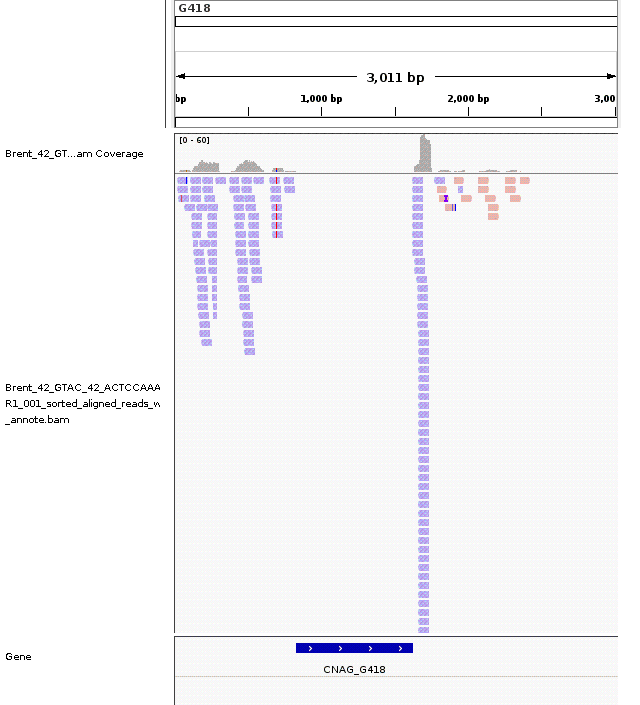 G418
3,011 bp
bp
1,000 bp
2,000 bp
3,00
[0 - 60]
Brent_42_GT...am Coverage
Brent_42_GTAC_42_ACTCCAAA
R1_001_sorted_aligned_reads_w
_annote.bam
Gene
CNAG_G418